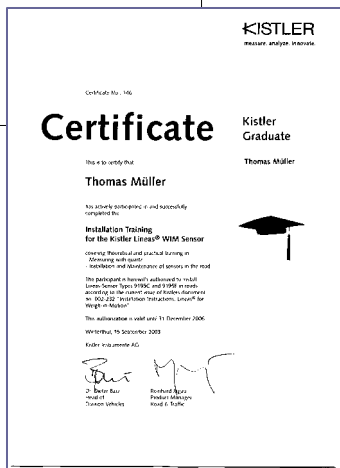 KISTLER
measure. analyze. innovate.
Certificate No.: 146
Certificate
Kistler
Graduate
This is to certify that
Thomas Müller
Thomas Müller
has actively participated in and successfully
completed the
Installation Training
for the Kistler Lineas® WIM Sensor
covering theoretical and practical training in
- Measuring with quartz
- Installation and Maintenance of sensors in the road
The participant is herewith authorized to install
Lineas Sensor Types 9195C and 9195E in roads
according to the current issue of Kistlers document
no. 002-292 "Installation Instructions, Lineas® for
Weigh-in-Motion"
This authorization is valid until 31 December 2006
Winterthur, 15 September 2003
Kistler Instrumente AG
Dr. Dieter
Reinhard
Head of
Product Manager
Division Vehicles
Road & Traffic